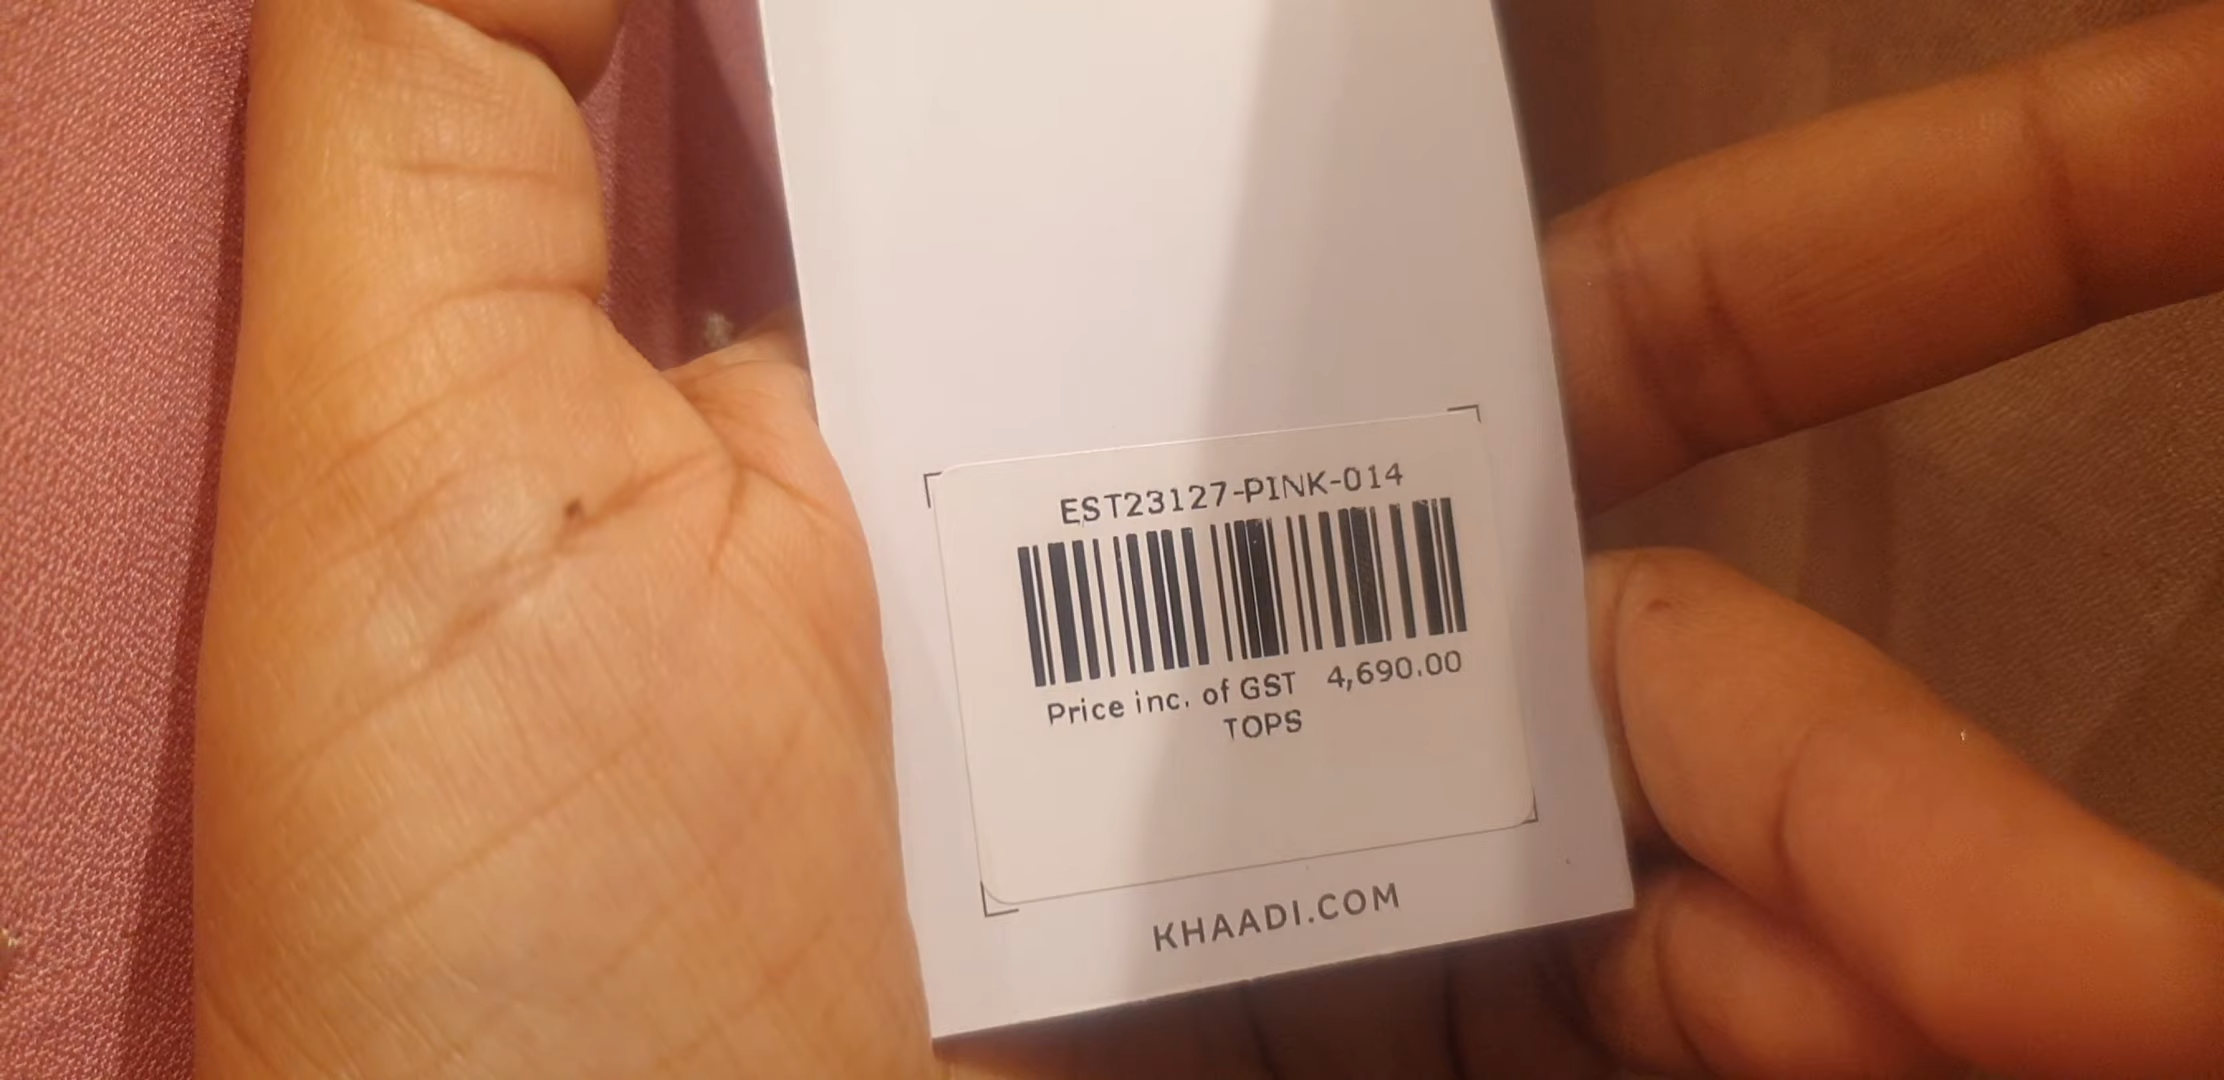 EST23127-PINK-014
Price inc. of GST 4,690.00
TOPS
KHAADI.COM